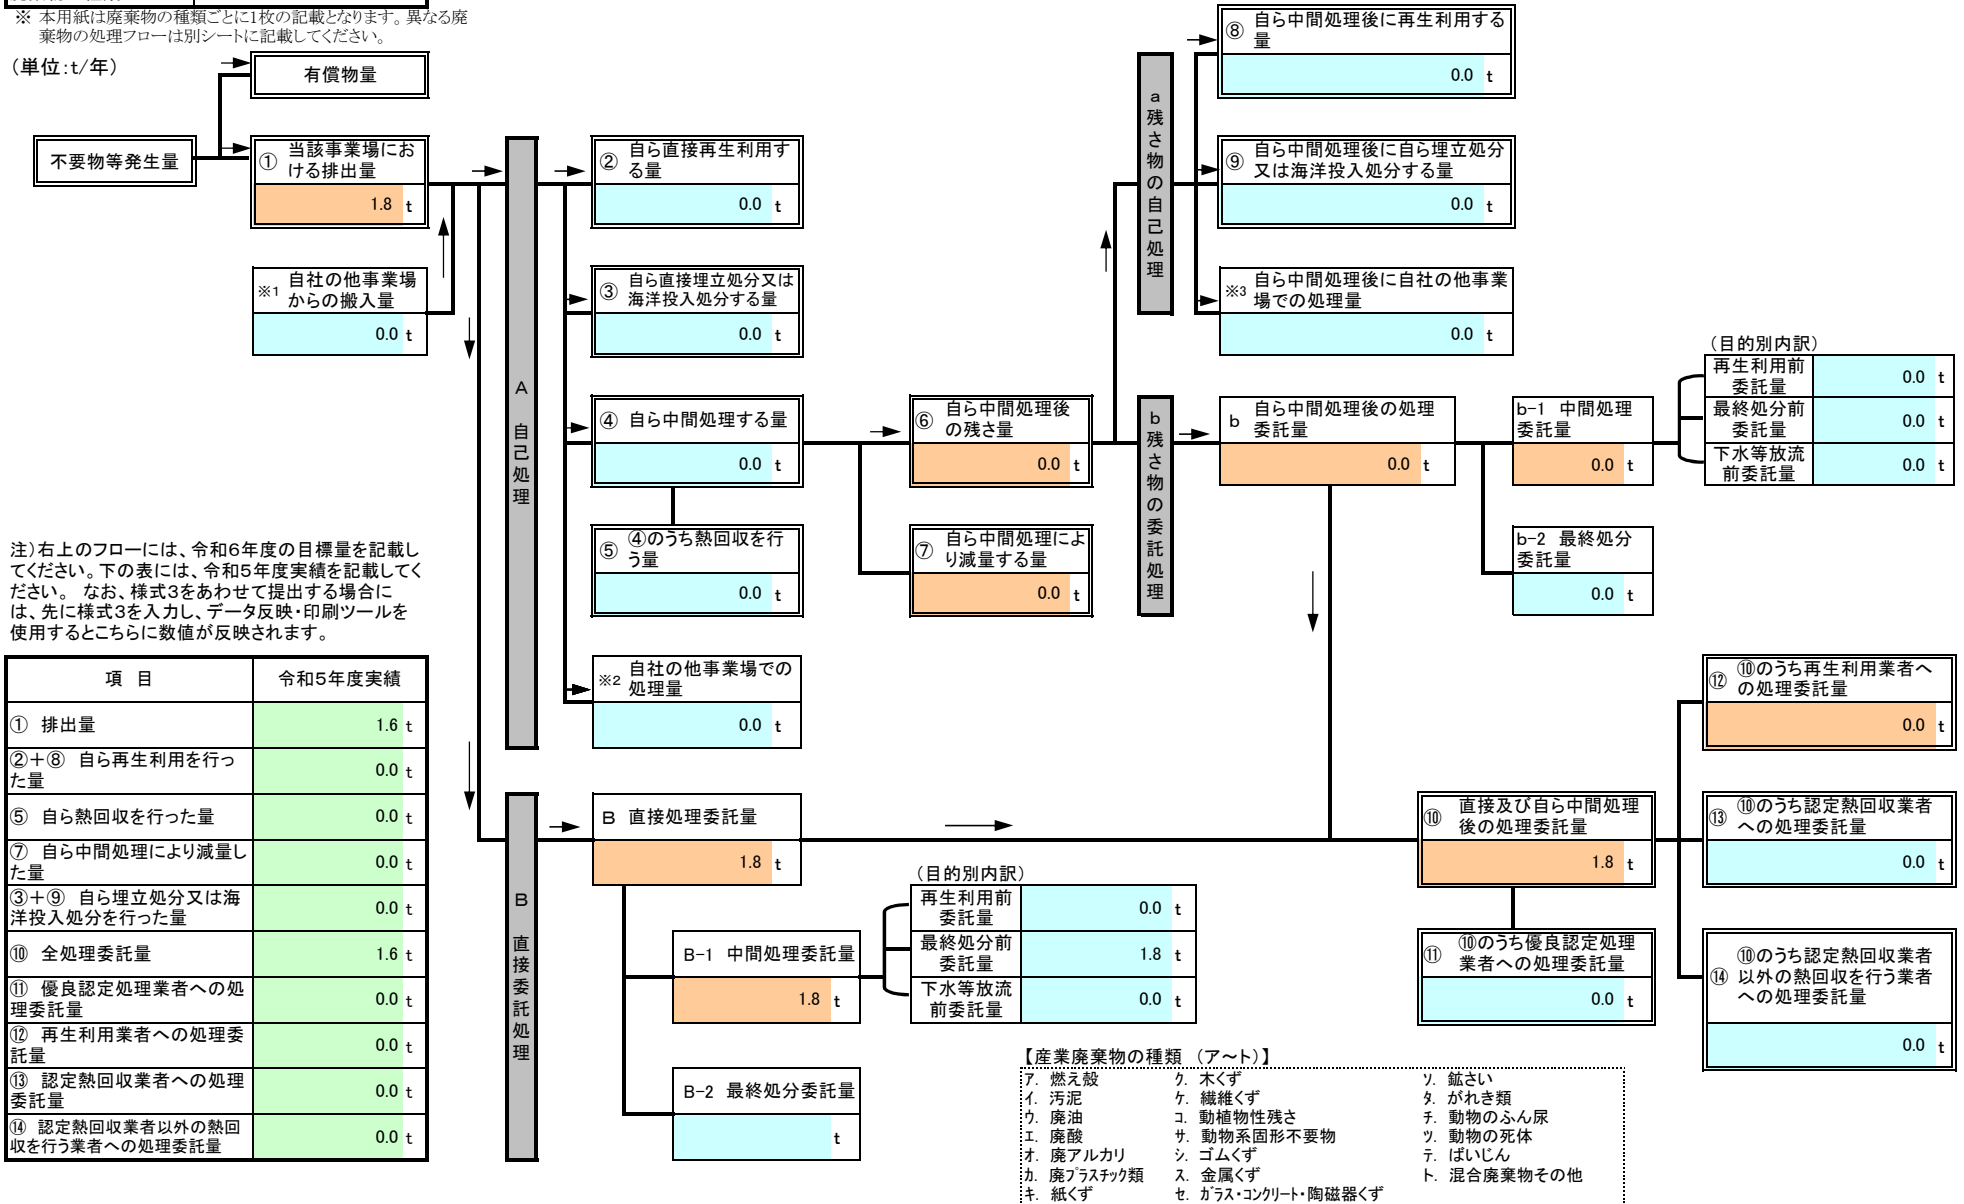 ※ 本用紙は廃棄物の種類ごとに1枚の記載となります。異なる廃
棄物の処理フローは別シートに記載してください。
(単位:t/年)
有償物量
不要物等発生量
① 当該事業場にお
ける排出量
1.8 t
※1 自社の他事業場
からの搬入量
0.0 t
A 自己処理
② 自ら直接再生利用す
る量
0.0 t
③ 自ら直接埋立処分又は
海洋投入処分する量
0.0 t
④ 自ら中間処理する量
0.0 t
⑤ ④のうち熱回収を行
う量
0.0 t
※2 自社の他事業場での
処理量
0.0 t
⑥ 自ら中間処理後
の残さ量
0.0 t
⑦ 自ら中間処理によ
り減量する量
0.0 t
a 残さ物の自己処理
⑧ 自ら中間処理後に再生利用する
量
0.0 t
⑨ 自ら中間処理後に自ら埋立処分
又は海洋投入処分する量
0.0 t
※3 自ら中間処理後に自社の他事業
場での処理量
0.0 t
b 残さ物の委託処理
b 自ら中間処理後の処理
委託量
0.0 t
b-1 中間処理
委託量
0.0 t
(目的別内訳)
再生利用前
委託量
0.0 t
最終処分前
委託量
0.0 t
下水等放流
前委託量
0.0 t
b-2 最終処分
委託量
0.0 t
注)右上のフローには、令和6年度の目標量を記載し
てください。下の表には、令和5年度実績を記載してく
ださい。 なお、様式3をあわせて提出する場合に
は、先に様式3を入力し、データ反映・印刷ツールを
使用するとこちらに数値が反映されます。
項 目 令和5年度実績
① 排出量 1.6 t
②+⑧ 自ら再生利用を行っ
た量 0.0 t
⑤ 自ら熱回収を行った量 0.0 t
⑦ 自ら中間処理により減量し
た量 0.0 t
③+⑨ 自ら埋立処分又は海
洋投入処分を行った量 0.0 t
⑩ 全処理委託量 1.6 t
⑪ 優良認定処理業者への処
理委託量 0.0 t
⑫ 再生利用業者への処理委
託量 0.0 t
⑬ 認定熱回収業者への処理
委託量 0.0 t
⑭ 認定熱回収業者以外の熱回
収を行う業者への処理委託量 0.0 t
B 直接委託処理
B 直接処理委託量
1.8 t
B-1 中間処理委託量
1.8 t
(目的別内訳)
再生利用前
委託量
0.0 t
最終処分前
委託量
1.8 t
下水等放流
前委託量
0.0 t
B-2 最終処分委託量
t
⑩ 直接及び自ら中間処理
後の処理委託量
1.8 t
⑪ ⑩のうち優良認定処理
業者への処理委託量
0.0 t
⑫ ⑩のうち再生利用業者へ
の処理委託量
0.0 t
⑬ ⑩のうち認定熱回収業者
への処理委託量
0.0 t
⑭ ⑩のうち認定熱回収業者
以外の熱回収を行う業者
への処理委託量
0.0 t
【産業廃棄物の種類 (ア~ト)】
ア. 燃え殻 ク. 木くず ソ. 鉱さい
イ. 汚泥 ケ. 繊維くず タ. がれき類
ウ. 廃油 コ. 動植物性残さ チ. 動物のふん尿
エ. 廃酸 サ. 動物系固形不要物 ツ. 動物の死体
オ. 廃アルカリ シ. ゴムくず テ. ばいじん
カ. 廃プラスチック類 ス. 金属くず ト. 混合廃棄物その他
キ. 紙くず セ. ガラス・コンクリート・陶磁器くず